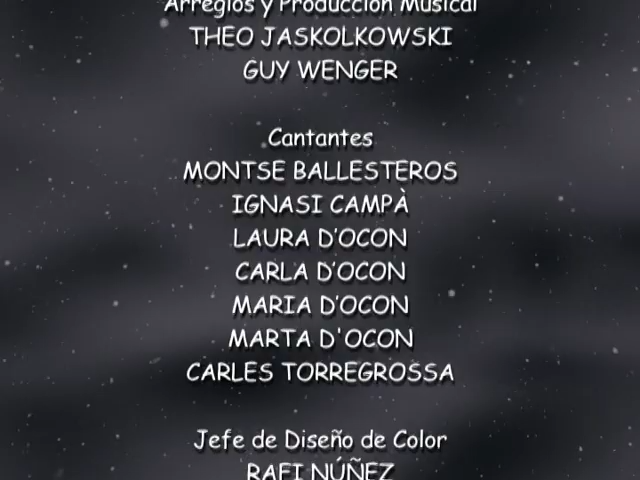 Arreglos y Producción Musical
THEO JASKOLKOWSKI
GUY WENGER
Cantantes
MONTSE BALLESTEROS
IGNASI CAMPÀ
LAURA D'OCON
CARLA D'OCON
MARIA D'OCON
MARTA D'OCON
CARLES TORREGROSSA
Jefe de Diseño de Color
RAFI NÚÑEZ